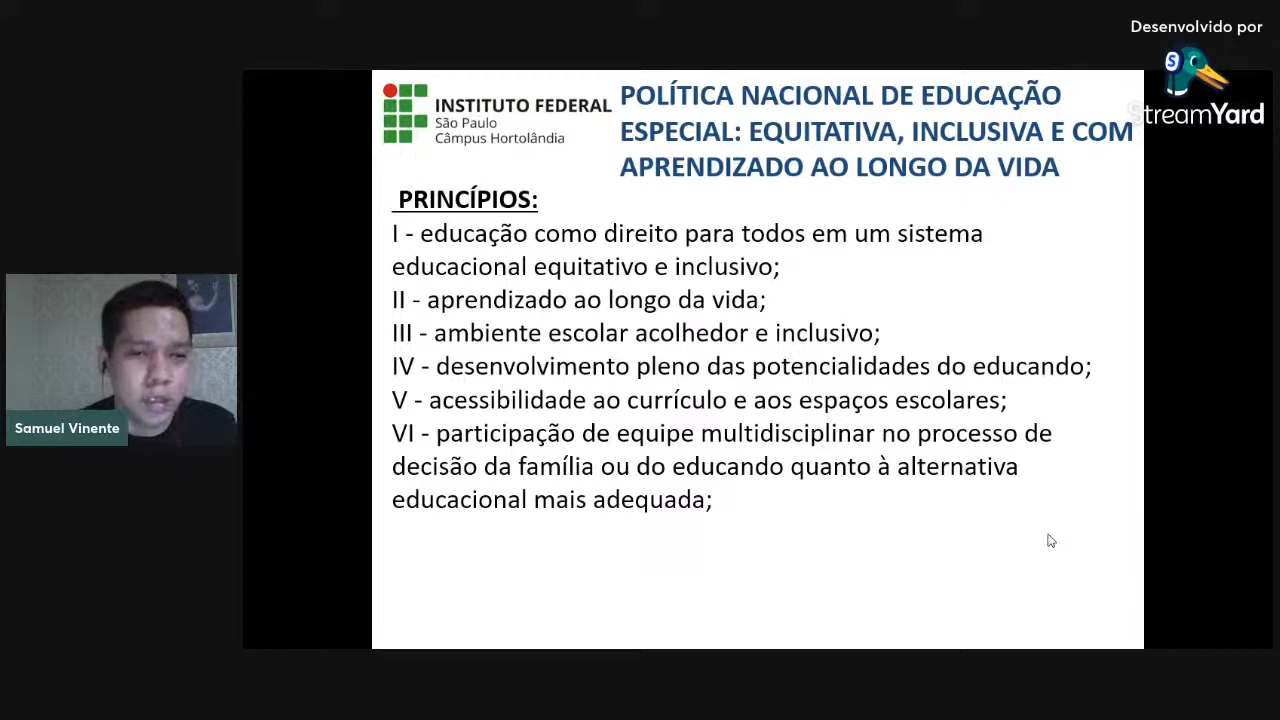 Desenvolvido por
StreamYard
INSTITUTO FEDERAL
São Paulo
Câmpus Hortolândia
POLÍTICA NACIONAL DE EDUCAÇÃO
ESPECIAL: EQUITATIVA, INCLUSIVA E COM
APRENDIZADO AO LONGO DA VIDA
PRINCÍPIOS:
I - educação como direito para todos em um sistema
educacional equitativo e inclusivo;
II - aprendizado ao longo da vida;
III - ambiente escolar acolhedor e inclusivo;
IV - desenvolvimento pleno das potencialidades do educando;
V - acessibilidade ao currículo e aos espaços escolares;
VI - participação de equipe multidisciplinar no processo de
decisão da família ou do educando quanto à alternativa
educacional mais adequada;
Samuel Vinente